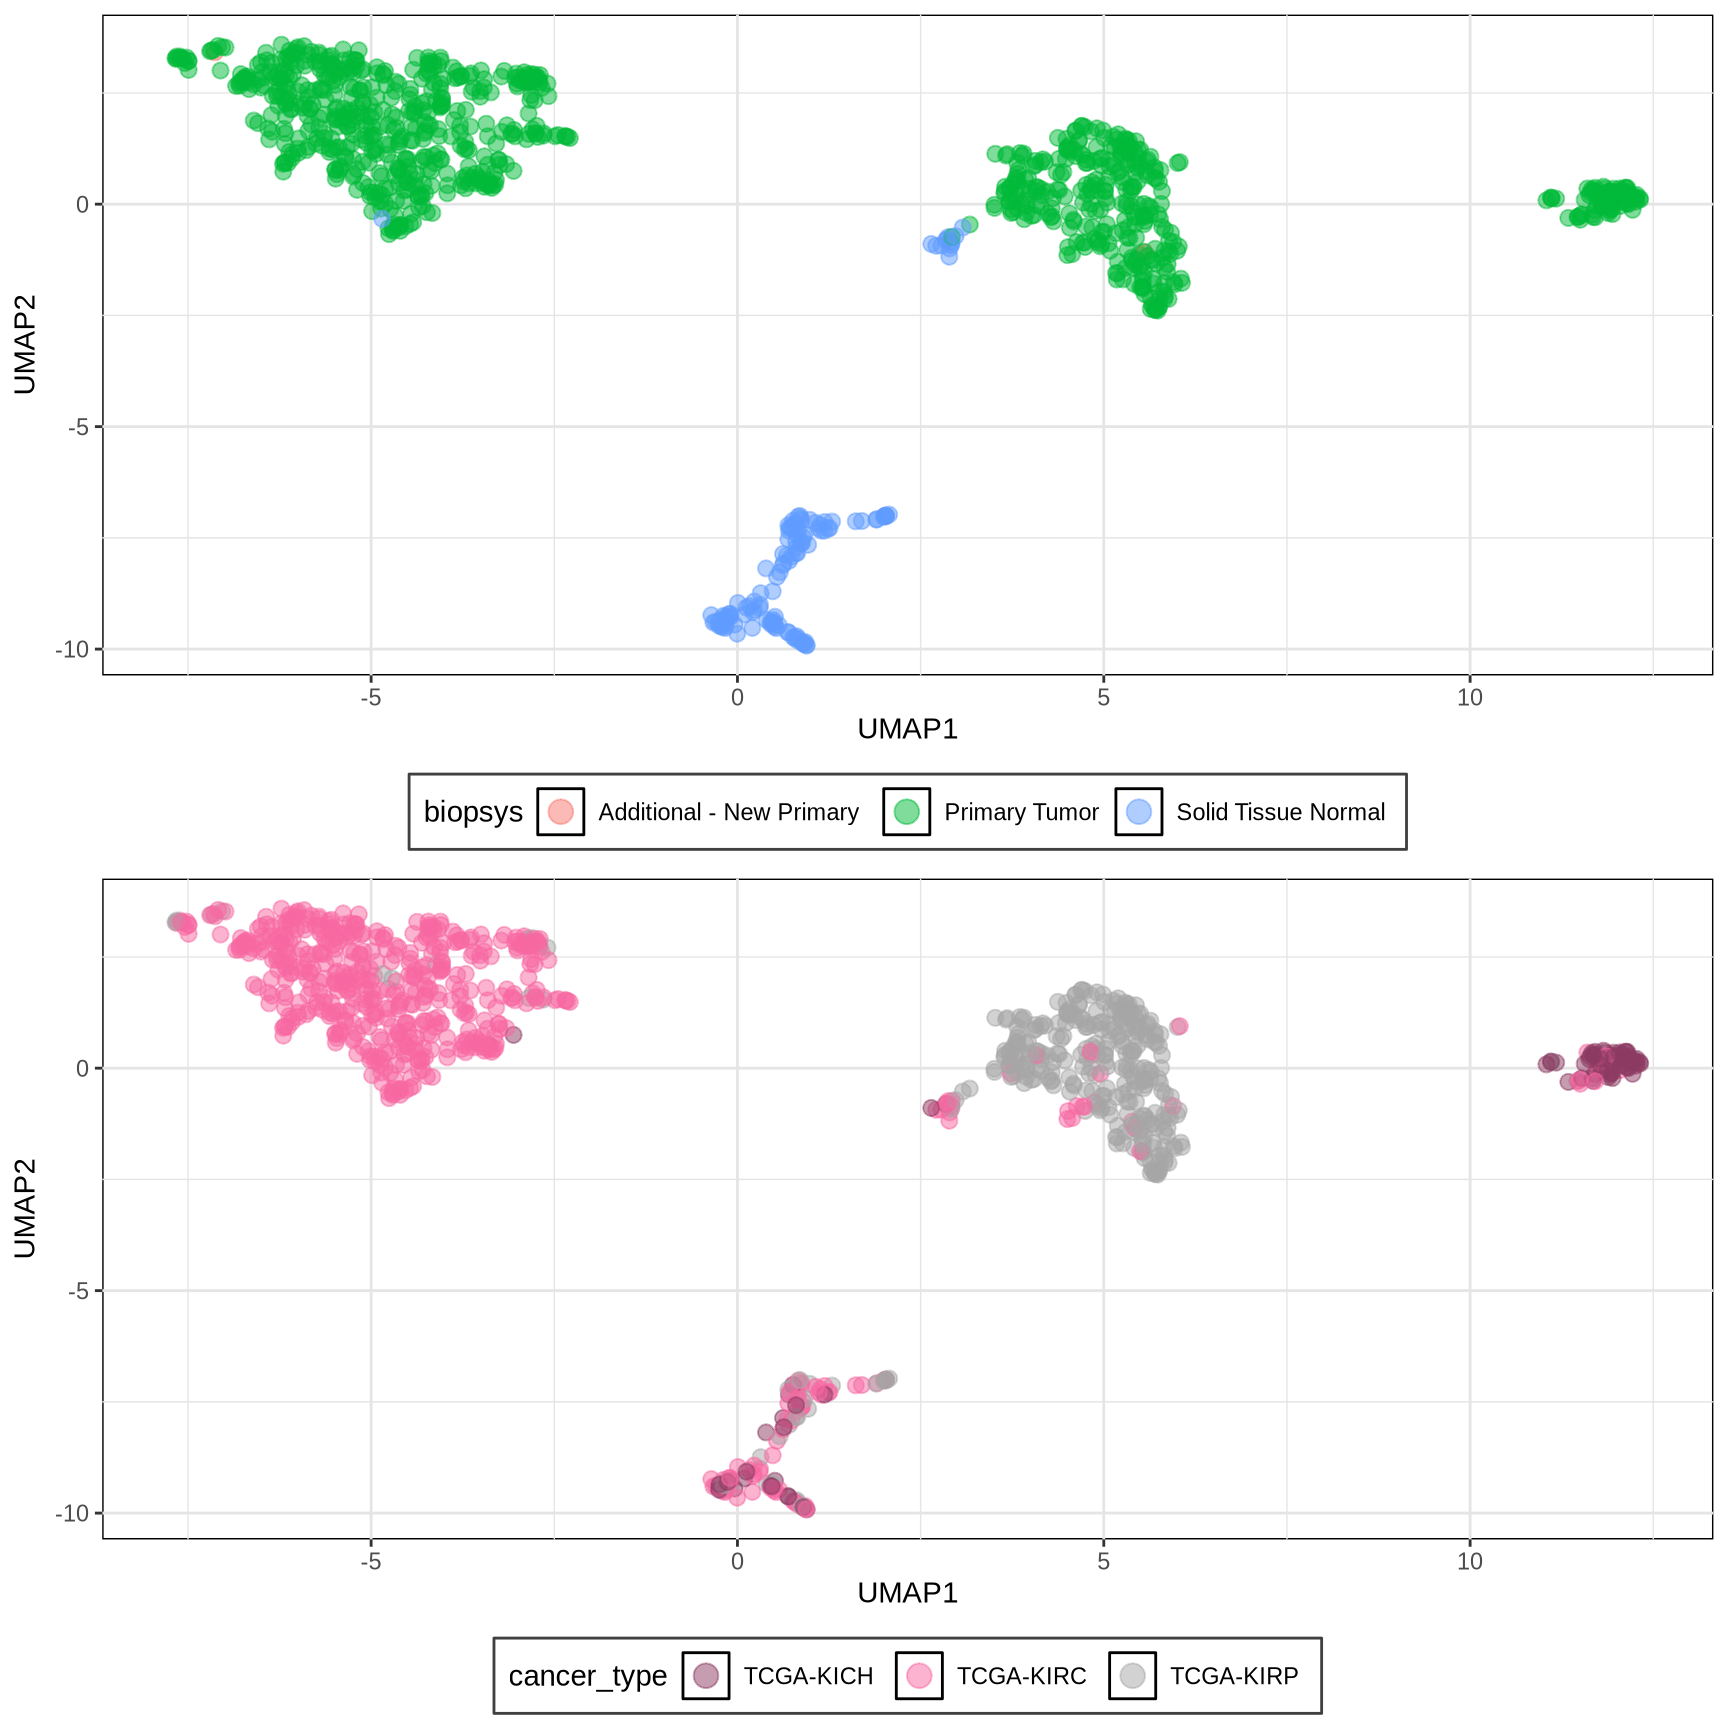 0
-5
-10
UMAP2
-5 0 5 10
UMAP1
biopsys Additional - New Primary Primary Tumor Solid Tissue Normal
0
-5
-10
UMAP2
-5 0 5 10
UMAP1
cancer_type TCGA-KICH TCGA-KIRC TCGA-KIRP